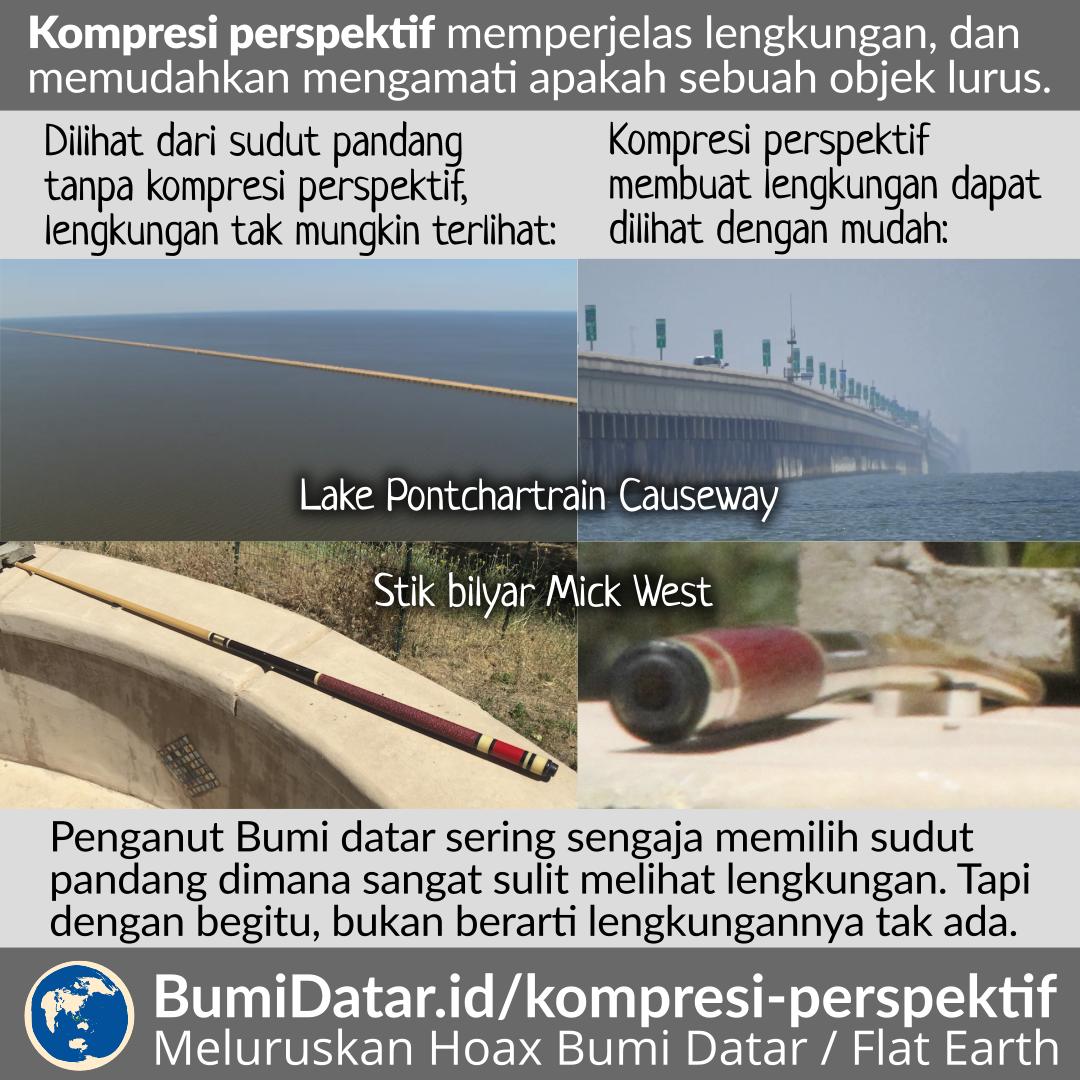 Kompresi perspektif memperjelas lengkungan, dan
memudahkan mengamati apakah sebuah objek lurus.
Dilihat dari sudut pandang
tanpa kompresi perspektif,
lengkungan tak mungkin terlihat:
Kompresi perspektif
membuat lengkungan dapat
dilihat dengan mudah:
Lake Pontchartrain Causeway
Stik bilyar Mick West
Penganut Bumi datar sering sengaja memilih sudut
pandang dimana sangat sulit melihat lengkungan. Tapi
dengan begitu, bukan berarti lengkungannya tak ada.
BumiDatar.id/kompresi-perspektif
Meluruskan Hoax Bumi Datar / Flat Earth